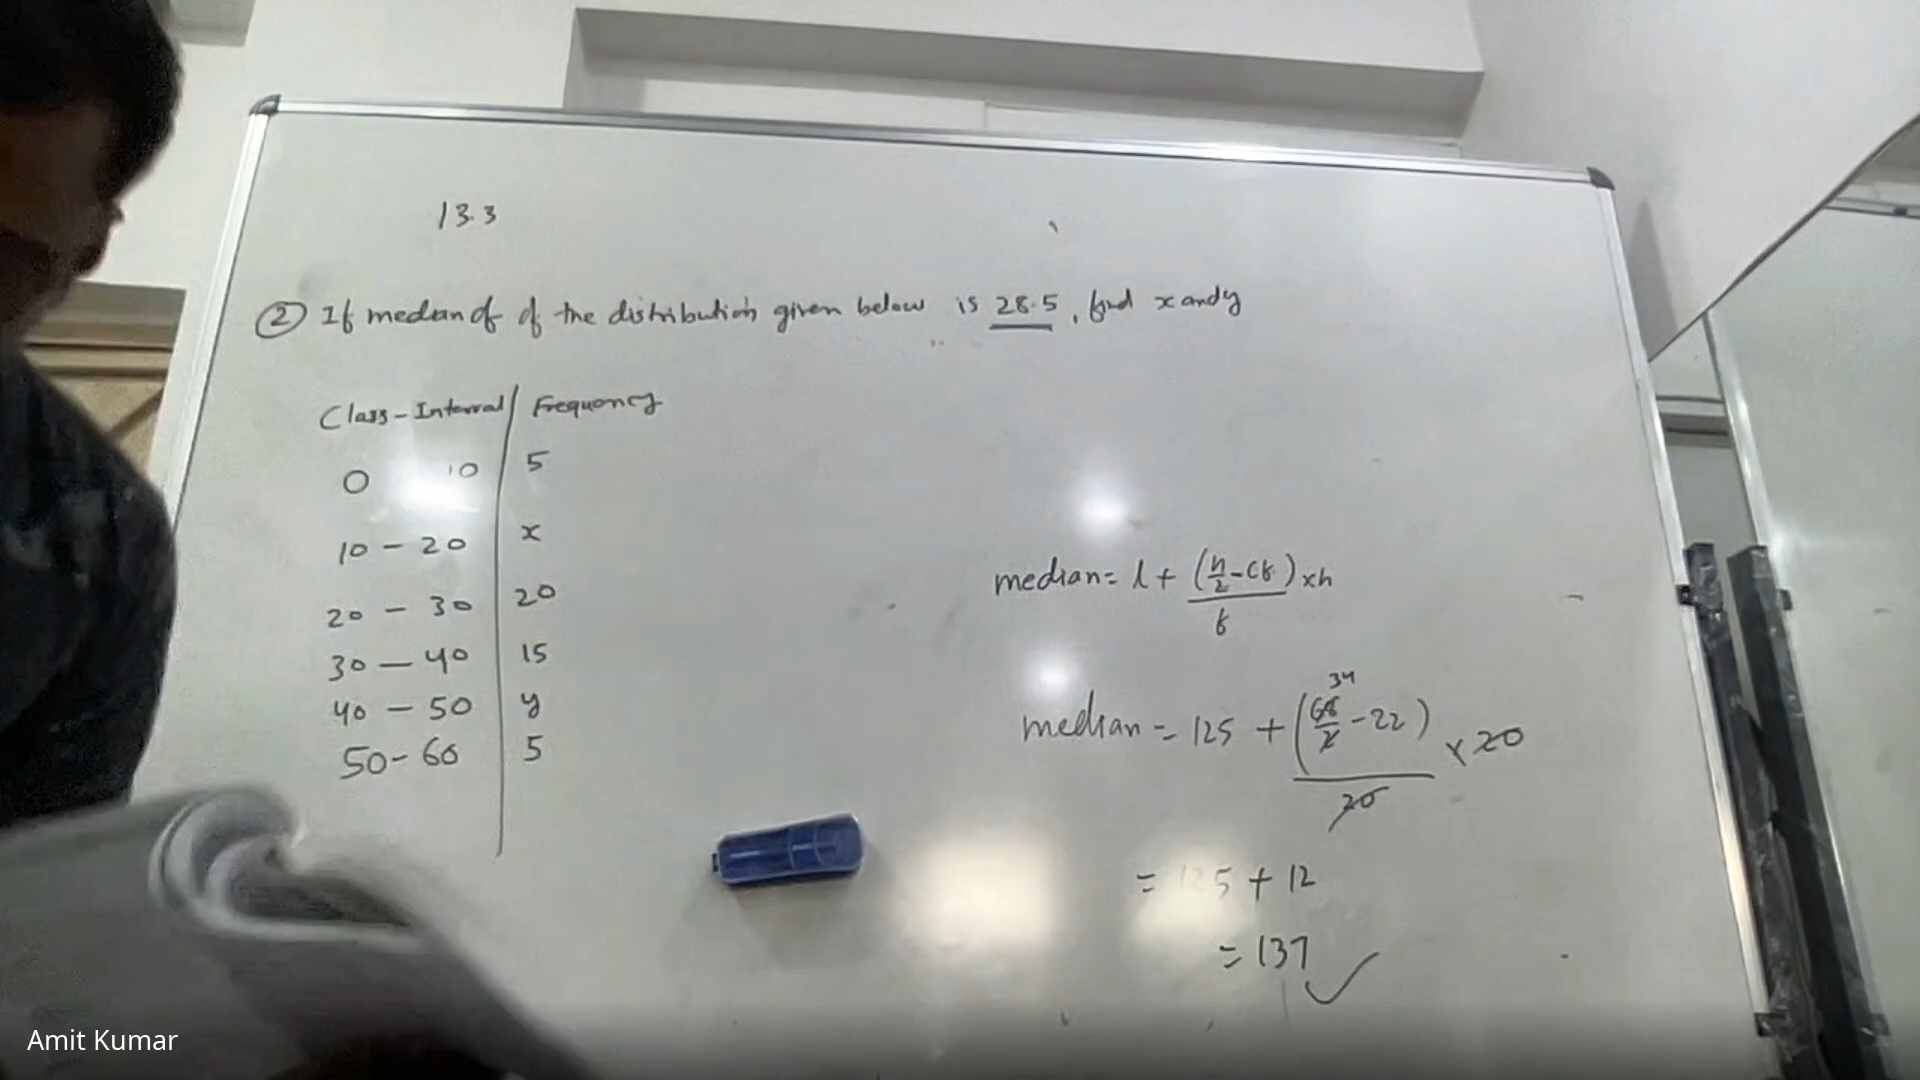 13.3
② If median of of the distribution given below is 28.5, find x and y
Class-Interval | Frequency
0 10 | 5
10 - 20 | x
20 - 30 | 20
30 — 40 | 15
40 - 50 | y
50 - 60 | 5
median = l + (n/2 - cf) / f × h
34
median = 125 + (68/2 - 22) / 20 × 20
= 125 + 12
= 137 ✓
Amit Kumar